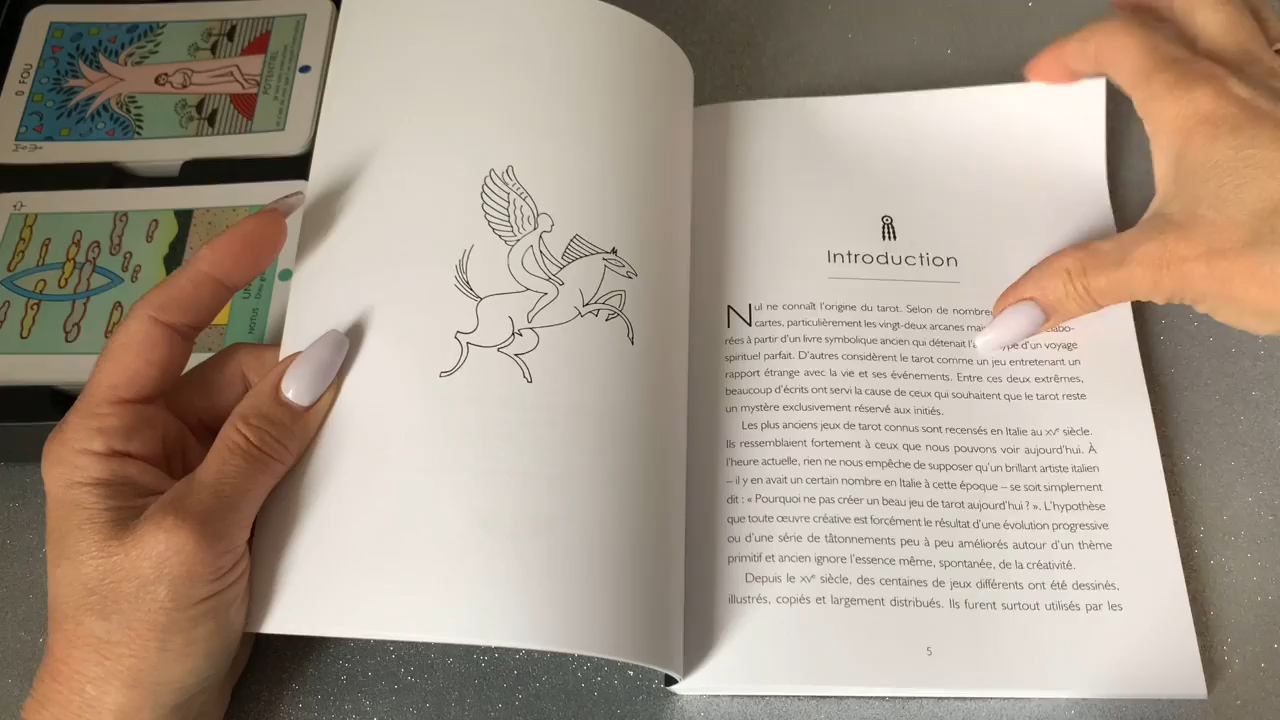 0 FOU
POTENTIEL
NOTUS
Introduction
Nul ne connaît l'origine du tarot. Selon de
cartes, particulièrement les vingt-deux arcanes
rées à partir d'un livre symbolique ancien qui détenait d'un voyage
spirituel parfait. D'autres considèrent le tarot comme un jeu entretenant un
rapport étrange avec la vie et ses événements. Entre ces deux extrêmes,
beaucoup d'écrits ont servi la cause de ceux qui souhaitent que le tarot reste
un mystère exclusivement réservé aux initiés.
Les plus anciens jeux de tarot connus sont recensés en Italie au XVe siècle.
Ils ressemblaient fortement à ceux que nous pouvons voir aujourd'hui. À
l'heure actuelle, rien ne nous empêche de supposer qu'un brillant artiste italien
– il y en avait un certain nombre en Italie à cette époque – se soit simplement
dit : « Pourquoi ne pas créer un beau jeu de tarot aujourd'hui ? ». L'hypothèse
que toute œuvre créative est forcément le résultat d'une évolution progressive
ou d'une série de tâtonnements peu à peu améliorés autour d'un thème
primitif et ancien ignore l'essence même, spontanée, de la créativité.
Depuis le XVe siècle, des centaines de jeux différents ont été dessinés,
illustrés, copiés et largement distribués. Ils furent surtout utilisés par les
5